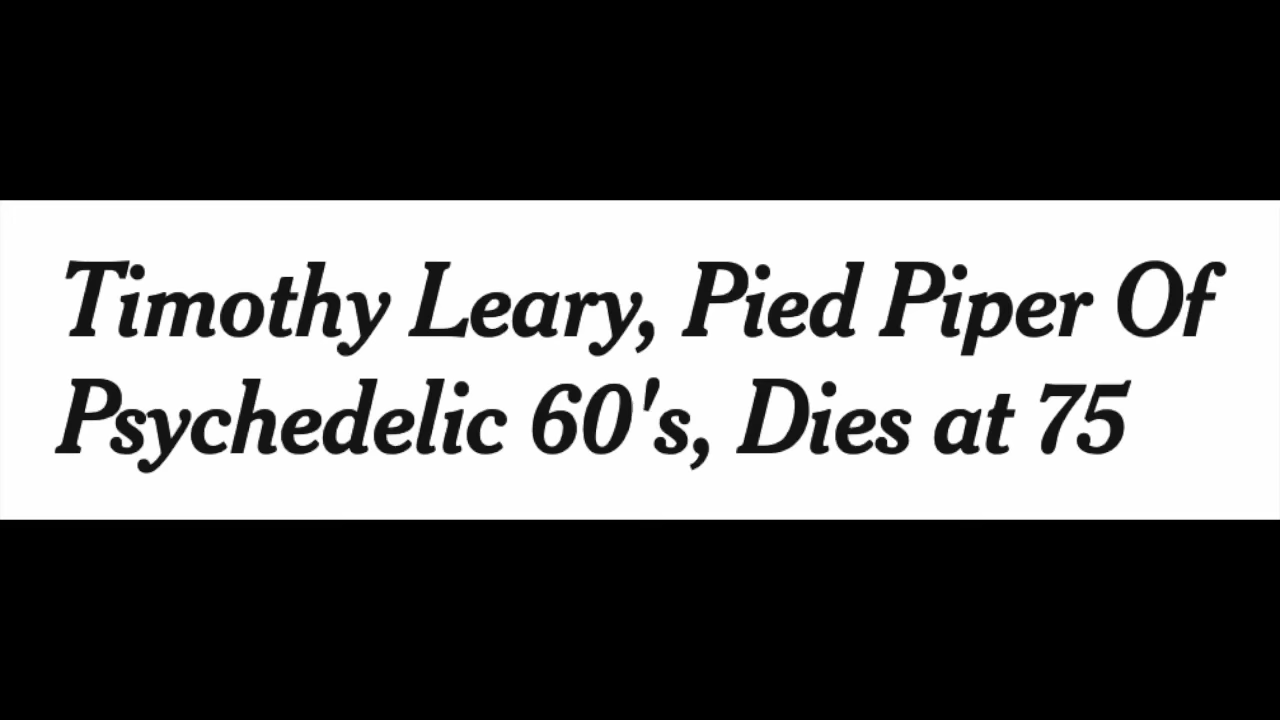 Timothy Leary, Pied Piper Of
Psychedelic 60's, Dies at 75